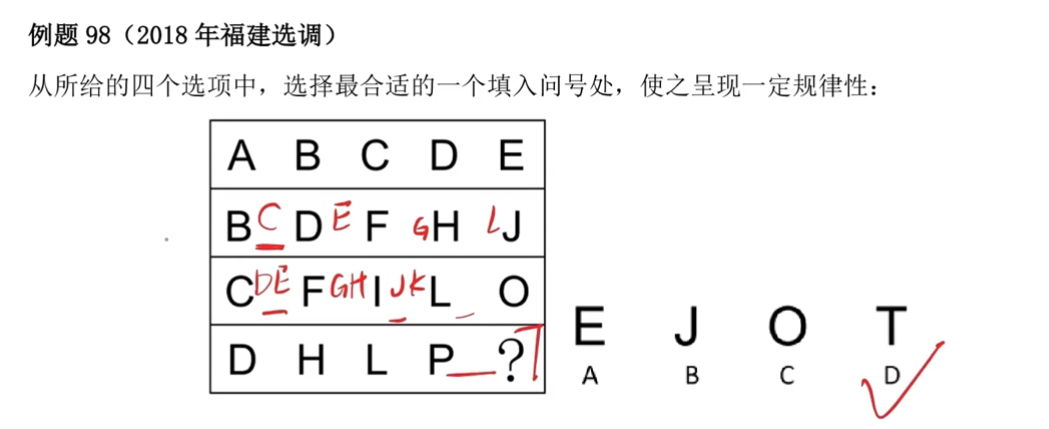 例题 98（2018 年福建选调）
从所给的四个选项中，选择最合适的一个填入问号处，使之呈现一定规律性：
A B C D E
B C D E F G H L J
C D E F G H I J K L O
D H L P ? T
E J O T
A B C D